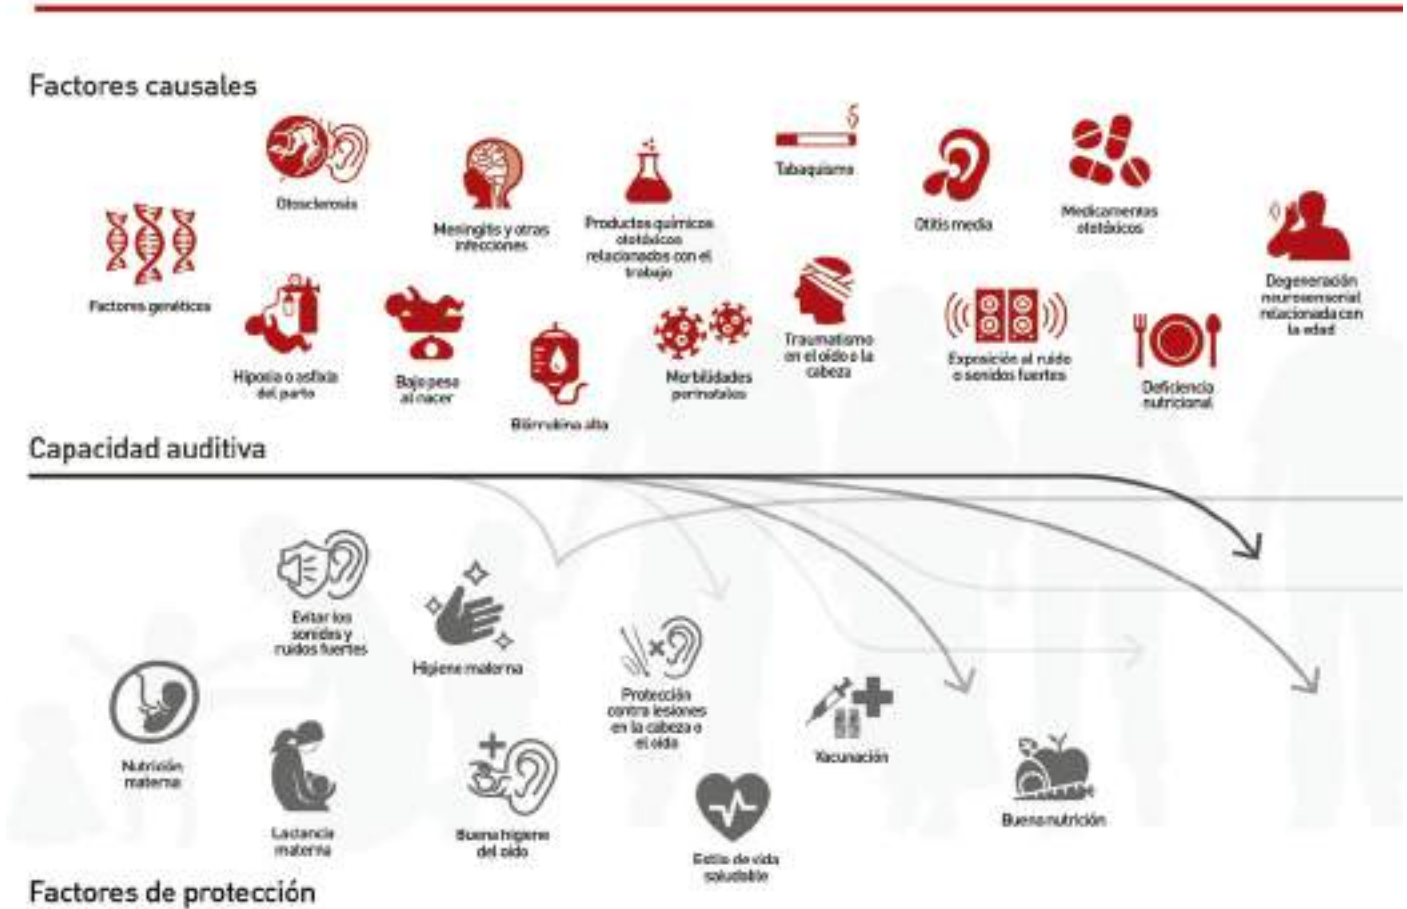 Factores causales
Otosclerosis
Meningitis y otras
infecciones
Productos químicos
ototóxicos
relacionados con el
trabajo
Tabaquismo
Otitis media
Medicamentos
ototóxicos
Degeneración
neurosensorial
relacionada con
la edad
Factores genéticos
Hipoxia o asfixia
del parto
Bajo peso
al nacer
Bilirrubina alta
Morbilidades
perinatales
Traumatismo
en el oído o la
cabeza
Exposición al ruido
o sonidos fuertes
Deficiencia
nutricional
Capacidad auditiva
Evitar los
sonidos y
ruidos fuertes
Higiene materna
Nutrición
materna
Lactancia
materna
Buena higiene
del oído
Protección
contra lesiones
en la cabeza o
el oído
Estilo de vida
saludable
Vacunación
Buena nutrición
Factores de protección